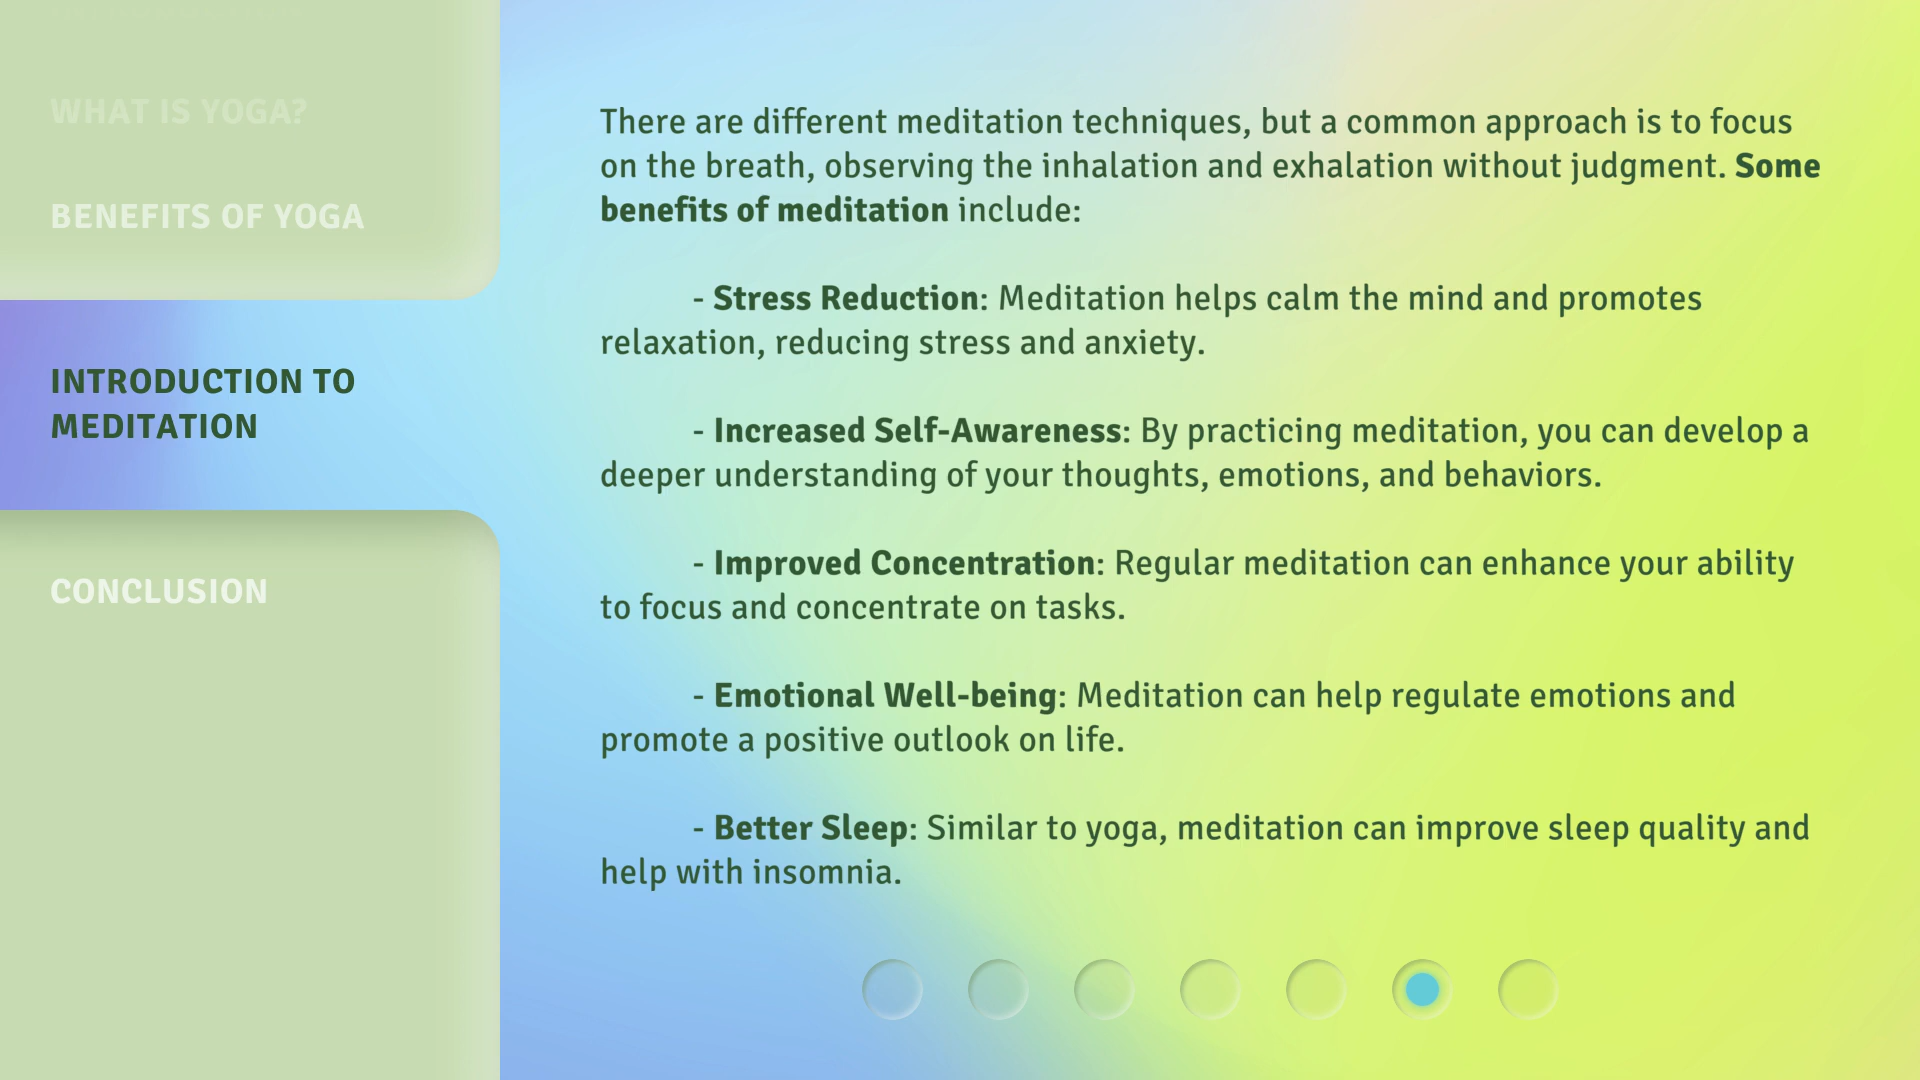 WHAT IS YOGA?
BENEFITS OF YOGA
INTRODUCTION TO
MEDITATION
CONCLUSION
There are different meditation techniques, but a common approach is to focus
on the breath, observing the inhalation and exhalation without judgment. Some
benefits of meditation include:
- Stress Reduction: Meditation helps calm the mind and promotes
relaxation, reducing stress and anxiety.
- Increased Self-Awareness: By practicing meditation, you can develop a
deeper understanding of your thoughts, emotions, and behaviors.
- Improved Concentration: Regular meditation can enhance your ability
to focus and concentrate on tasks.
- Emotional Well-being: Meditation can help regulate emotions and
promote a positive outlook on life.
- Better Sleep: Similar to yoga, meditation can improve sleep quality and
help with insomnia.